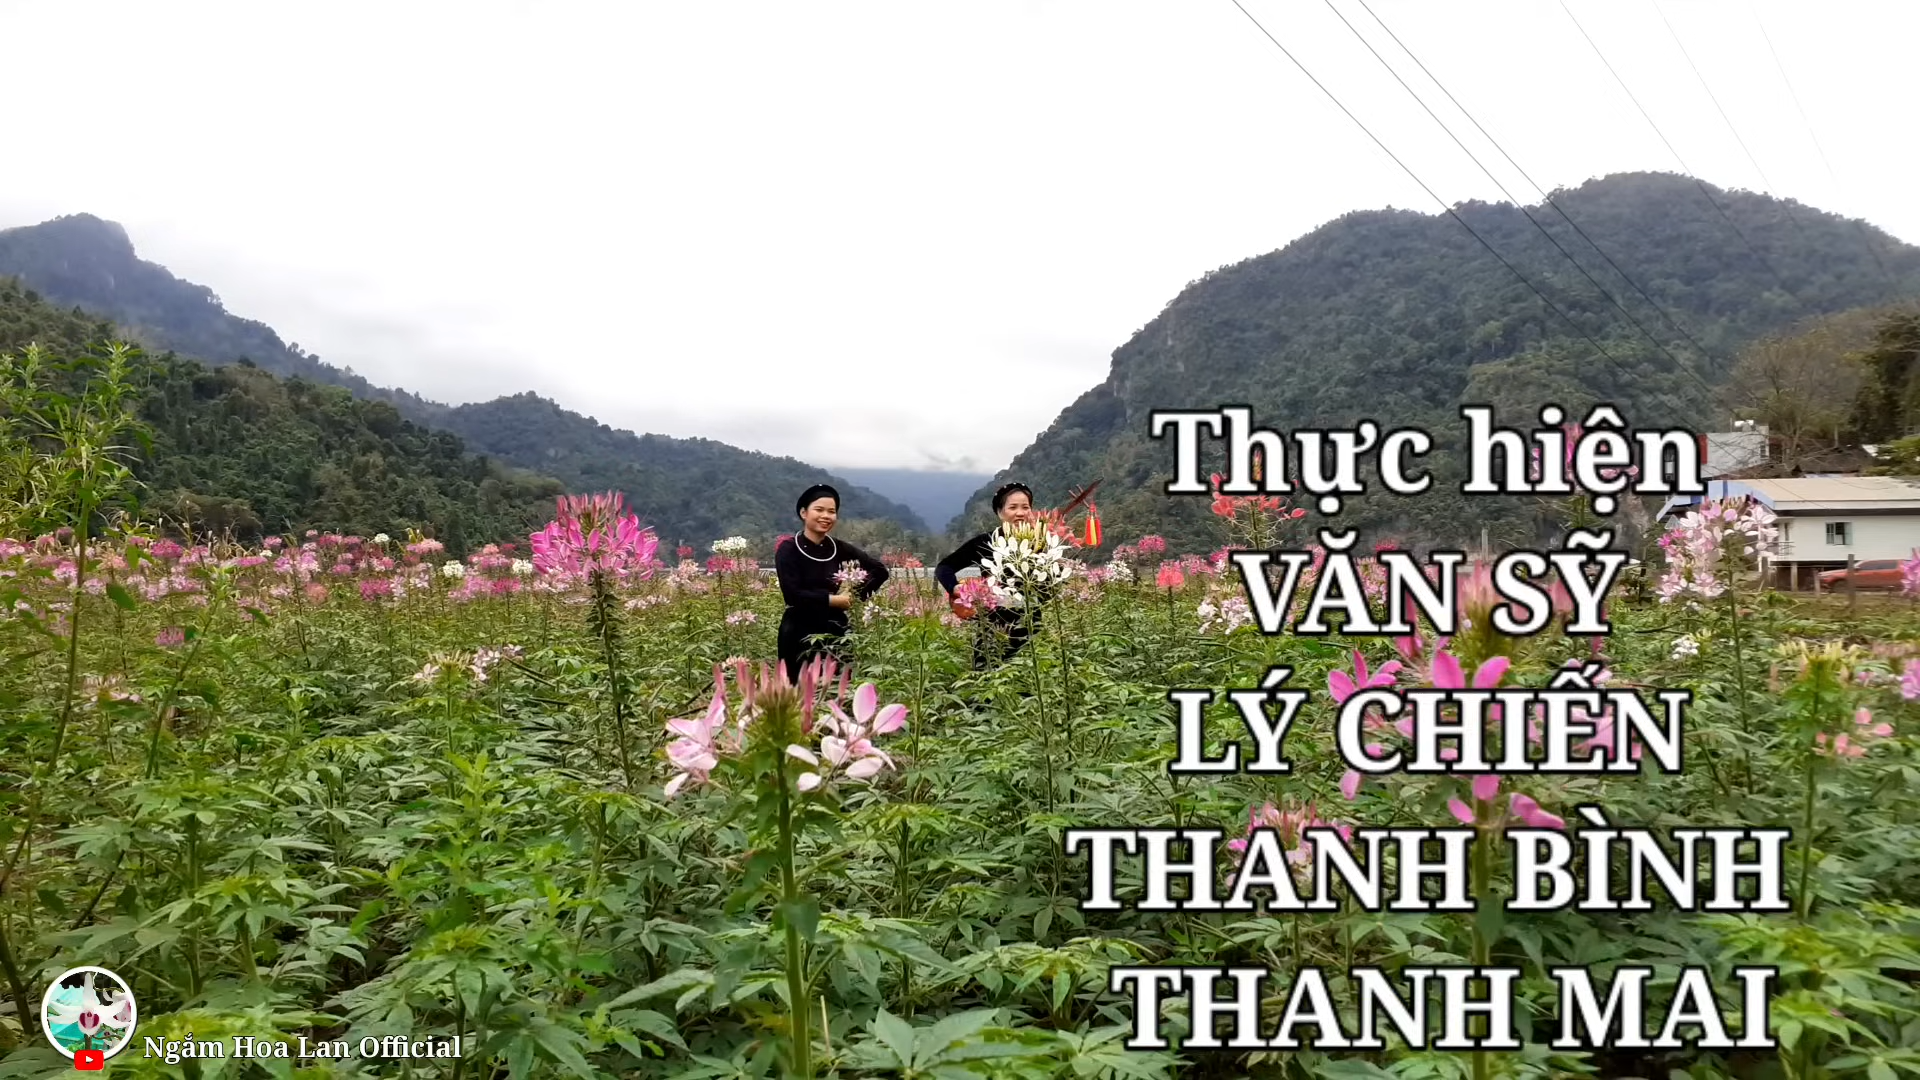 Thực hiện
VĂN SỸ
LÝ CHIẾN
THANH BÌNH
THANH MAI
Ngắm Hoa Lan Official